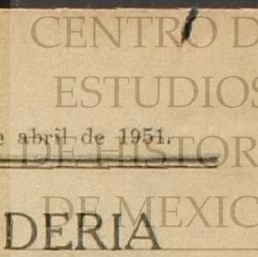 CENTRO D
ESTUDIOS
e abril de 1951.
DE HISTOR
DE MEXIC
DERIA